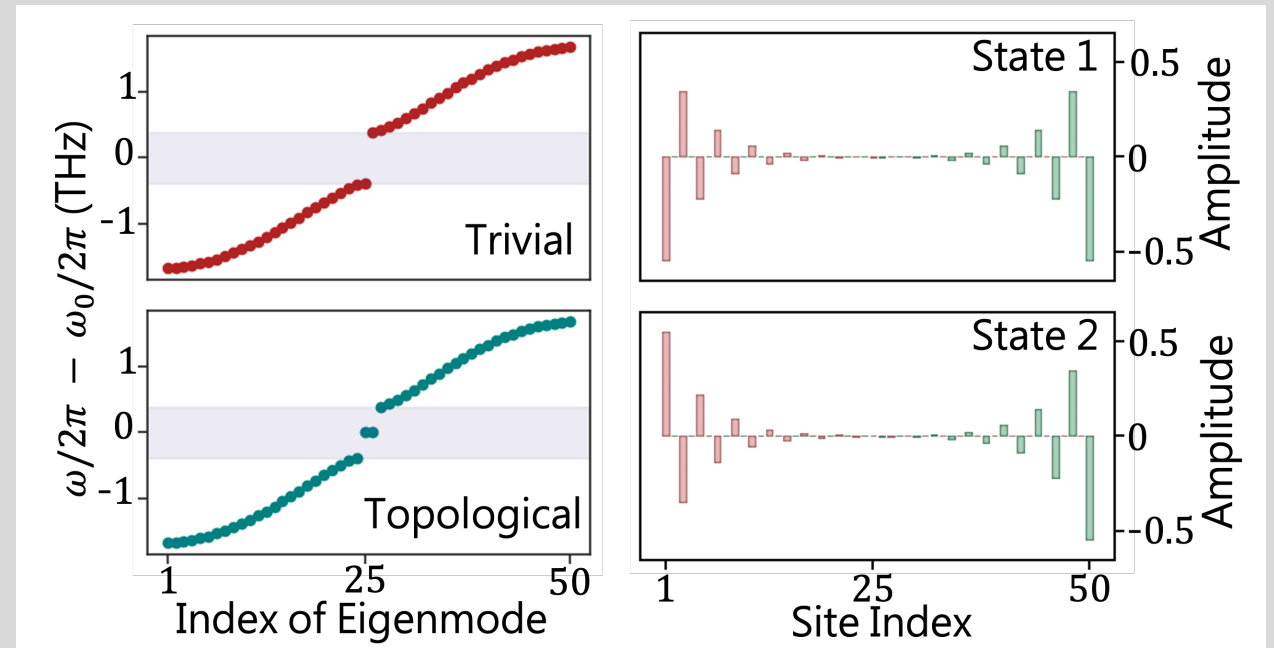 ω/2π − ω₀/2π (THz)
1
0
-1
Trivial
1
0
-1
Topological
1 25 50
Index of Eigenmode
State 1
0.5
0
-0.5
Amplitude
State 2
0.5
0
-0.5
Amplitude
1 25 50
Site Index